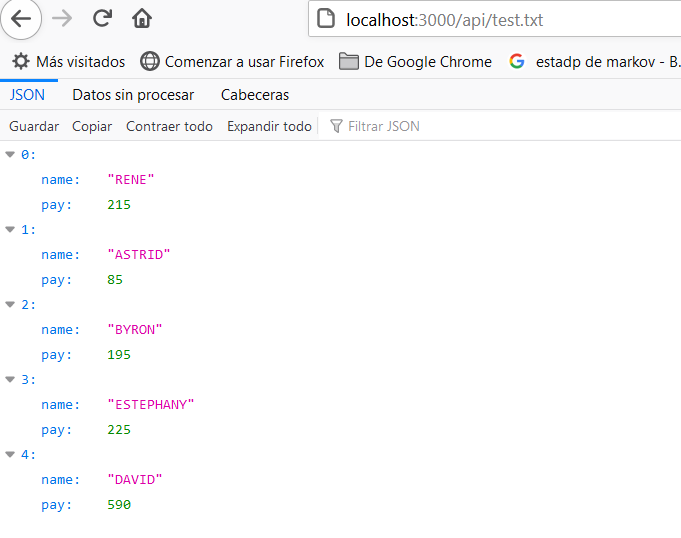 localhost:3000/api/test.txt
Más visitados Comenzar a usar Firefox De Google Chrome estadp de markov - B.
JSON Datos sin procesar Cabeceras
Guardar Copiar Contraer todo Expandir todo Filtrar JSON
0:
name: "RENE"
pay: 215
1:
name: "ASTRID"
pay: 85
2:
name: "BYRON"
pay: 195
3:
name: "ESTEPHANY"
pay: 225
4:
name: "DAVID"
pay: 590